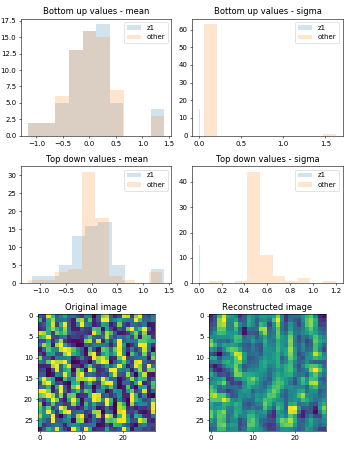 Bottom up values - mean
Bottom up values - sigma
17.5
15.0
12.5
10.0
7.5
5.0
2.5
0.0
z1
other
−1.0 −0.5 0.0 0.5 1.0 1.5
60
50
40
30
20
10
0
z1
other
0.0 0.5 1.0 1.5
Top down values - mean
Top down values - sigma
30
25
20
15
10
5
0
z1
other
−1.0 −0.5 0.0 0.5 1.0 1.5
40
30
20
10
0
z1
other
0.0 0.2 0.4 0.6 0.8 1.0 1.2
Original image
Reconstructed image
0
5
10
15
20
25
0 10 20
0
5
10
15
20
25
0 10 20